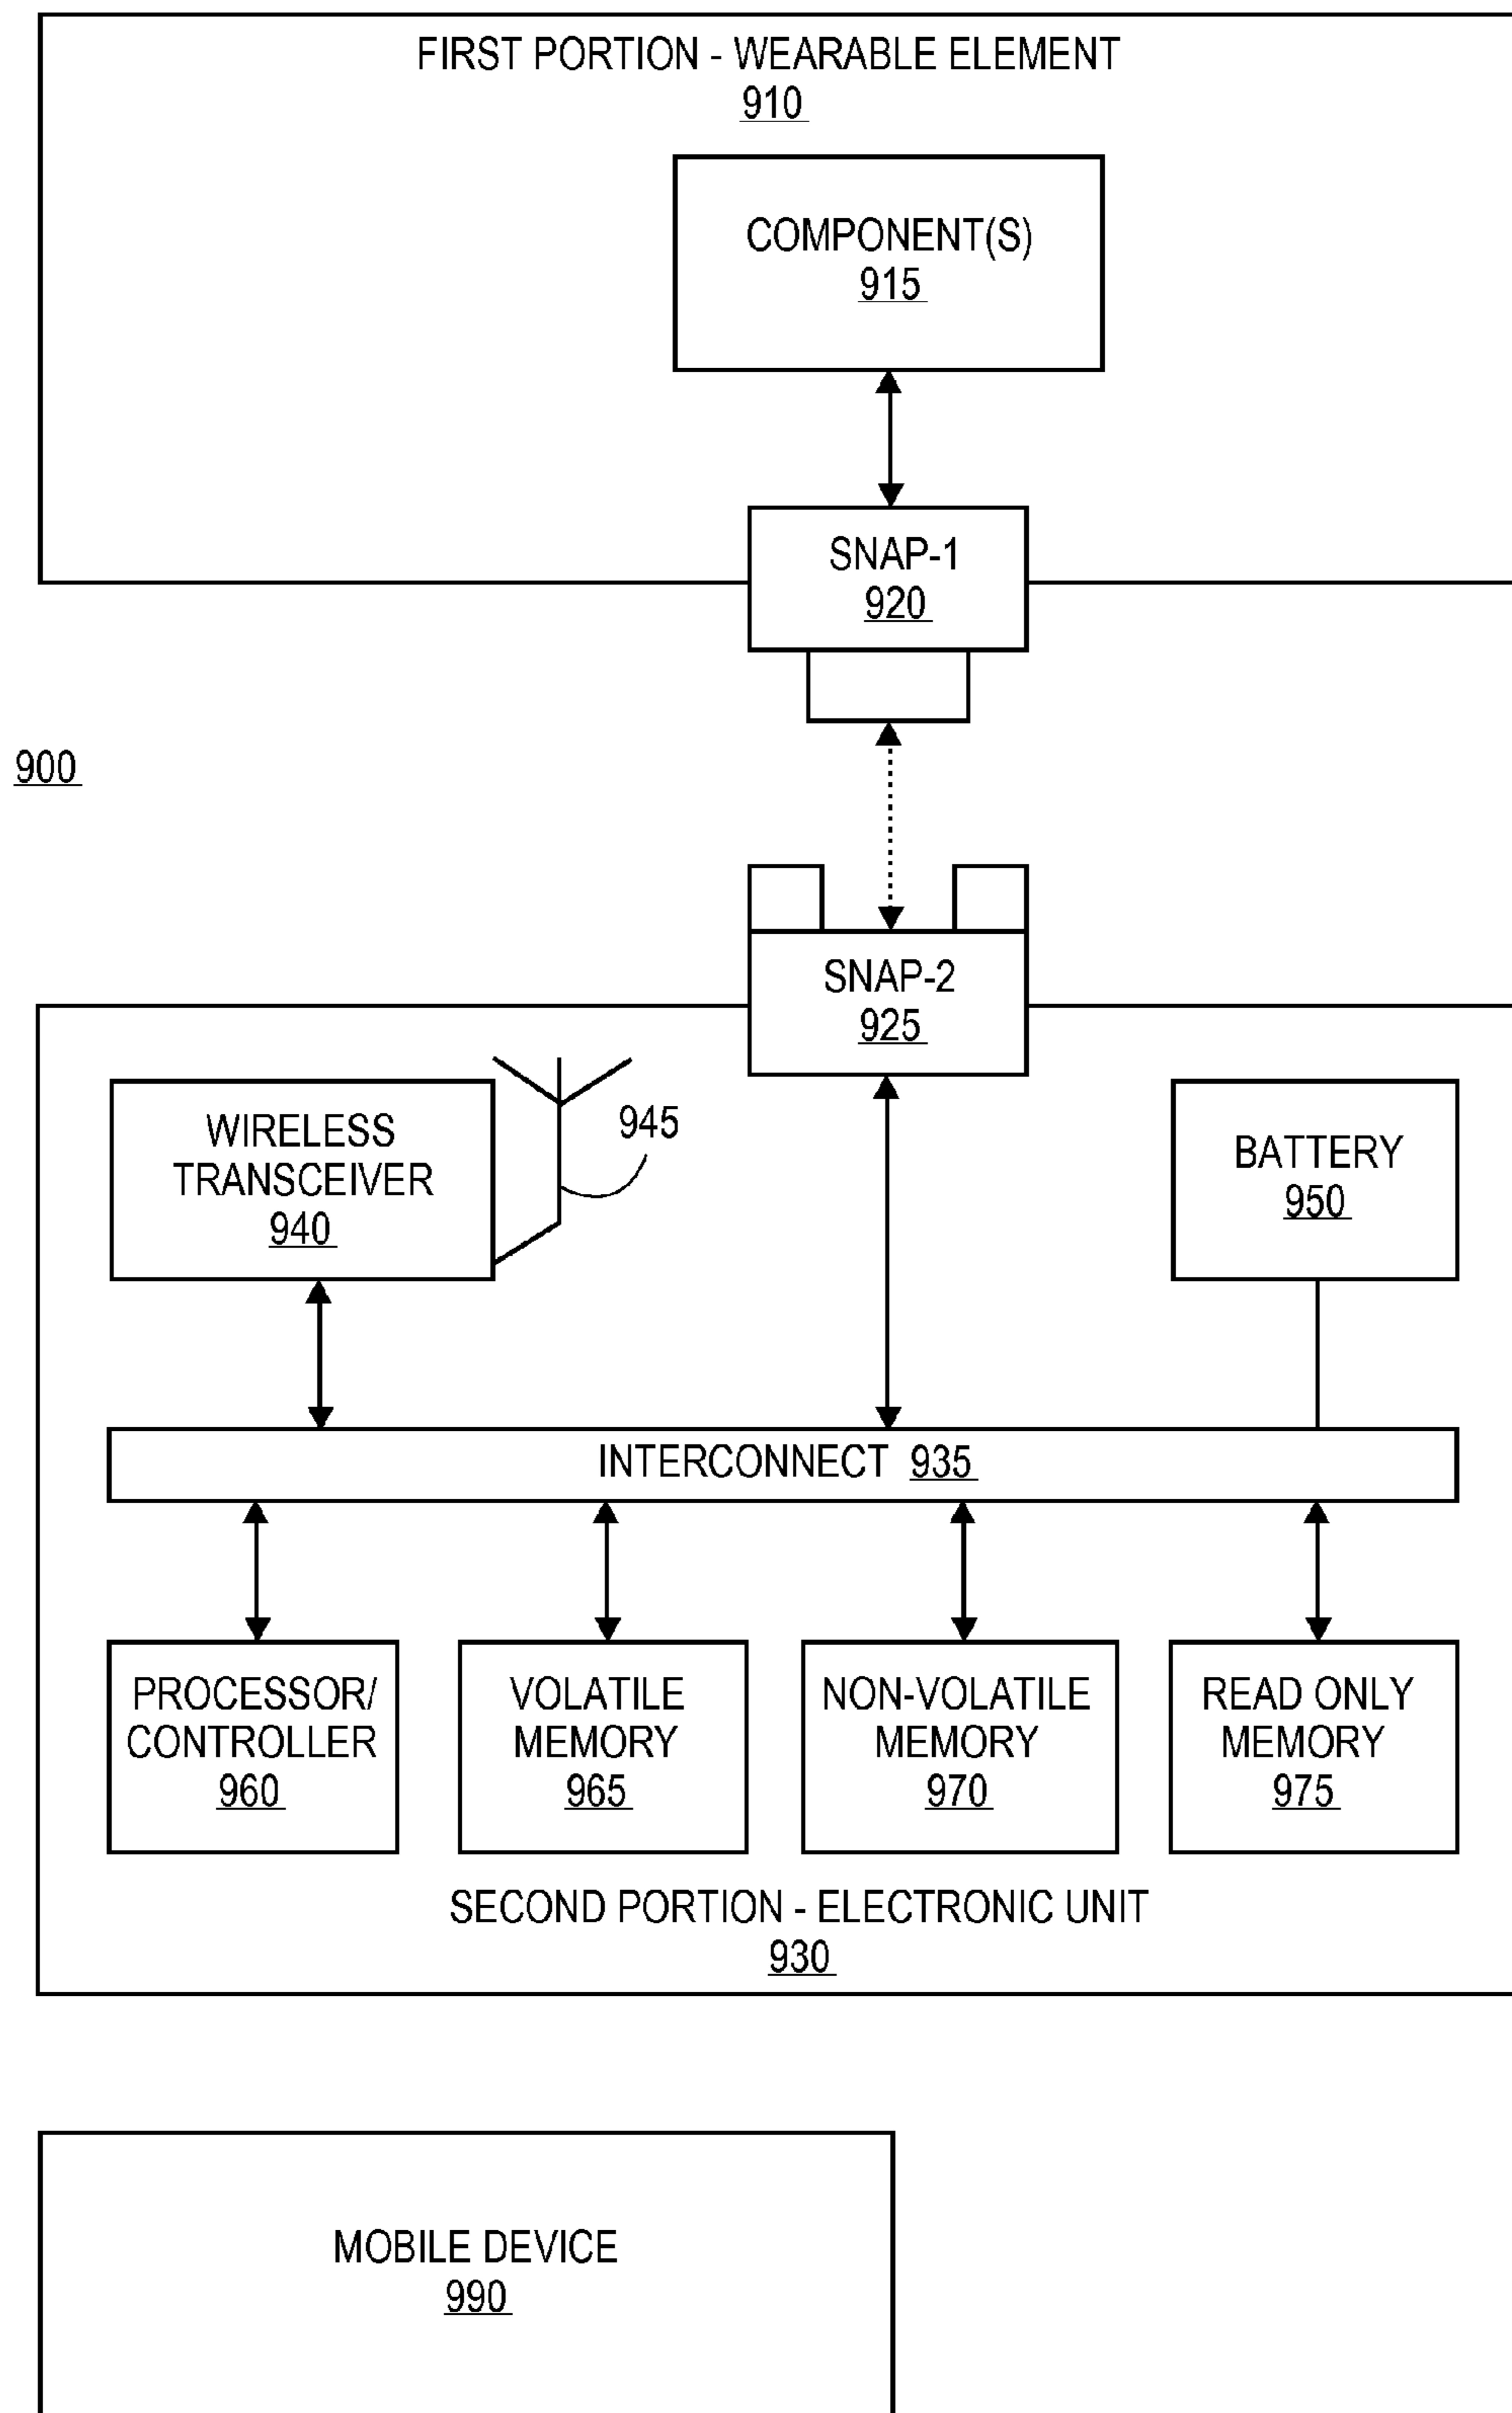 FIRST PORTION - WEARABLE ELEMENT
910
COMPONENT(S)
915
SNAP-1
920
900
SNAP-2
925
WIRELESS
TRANSCEIVER
940
945
BATTERY
950
INTERCONNECT 935
PROCESSOR/
CONTROLLER
960
VOLATILE
MEMORY
965
NON-VOLATILE
MEMORY
970
READ ONLY
MEMORY
975
SECOND PORTION - ELECTRONIC UNIT
930
MOBILE DEVICE
990